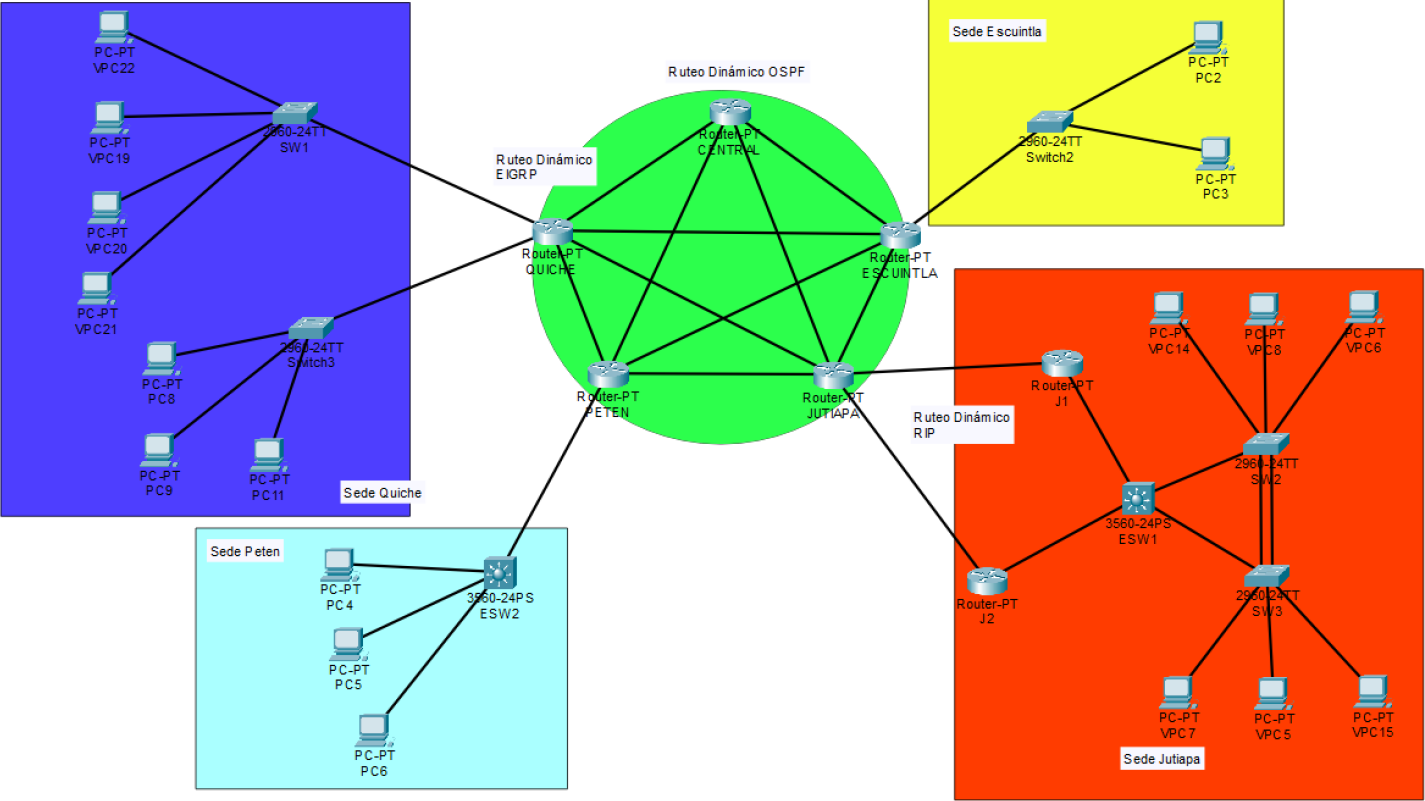 PC-PT
VPC22
PC-PT
VPC19
PC-PT
VPC20
PC-PT
VPC21
2960-24TT
SW1
2960-24TT
Switch3
PC-PT
PC8
PC-PT
PC9
PC-PT
PC11
Sede Quiche
Ruteo Dinámico OSPF
Router-PT
CENTRAL
Ruteo Dinámico
EIGRP
Router-PT
QUICHE
Router-PT
ESCUINTLA
Router-PT
PETEN
Router-PT
JUTIAPA
Sede Escuintla
PC-PT
PC2
2960-24TT
Switch2
PC-PT
PC3
Sede Peten
PC-PT
PC4
3560-24PS
ESW2
PC-PT
PC5
PC-PT
PC6
Ruteo Dinámico
RIP
Router-PT
J1
Router-PT
J2
PC-PT
VPC14
PC-PT
VPC8
PC-PT
VPC6
2960-24TT
SW2
3560-24PS
ESW1
2960-24TT
SW3
PC-PT
VPC7
PC-PT
VPC5
PC-PT
VPC15
Sede Jutiapa